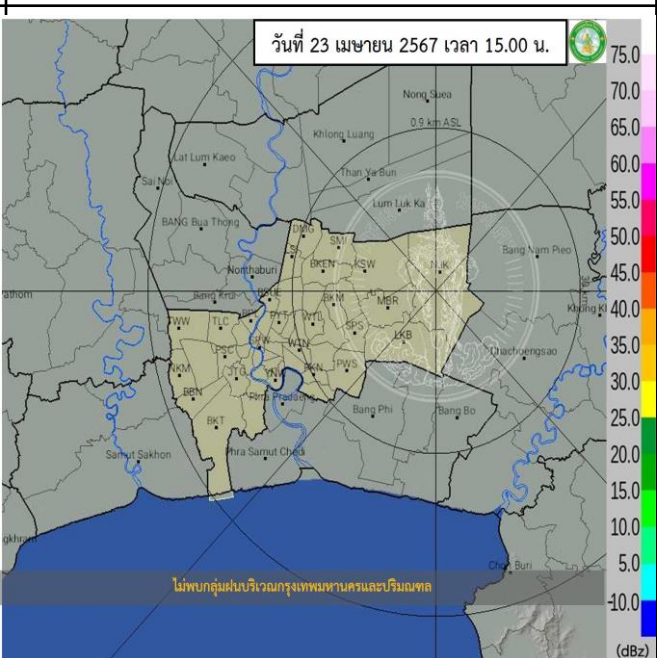 วันที่ 23 เมษายน 2567 เวลา 15.00 น.
75.0
70.0
65.0
60.0
55.0
50.0
45.0
40.0
35.0
30.0
25.0
20.0
15.0
10.0
5.0
-10.0
(dBz)
Nong Suea
0.9 km ASL
Khlong Luang
Lat Lum Kaeo
Than Ya Buri
Sai Noi
Lum Luk Ka
BANG Bua Thong
DMG
SMI
Bang Nam Pieo
Nonthaburi
BKEN
KSW
NJK
Bang Krui
BKM
MBR
TWW
TLC
PYT
WTL
SPS
LKB
Chachoengsao
PSC
WTN
NKM
JTG
YNW
PKN
PWS
BBN
Phra Pradaeng
BKT
Bang Phi
Bang Bo
Samut Sakhon
Phra Samut Chedi
Chon Buri
ไม่พบกลุ่มฝนบริเวณกรุงเทพมหานครและปริมณฑล